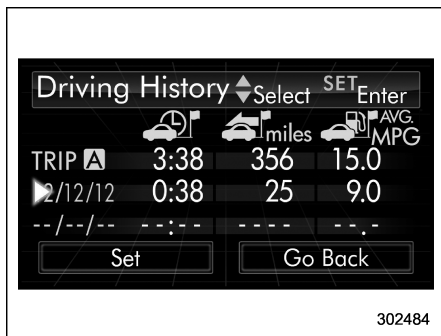 Driving History Select SET Enter
miles AVG. MPG
TRIP A 3:38 356 15.0
2/12/12 0:38 25 9.0
--/--/-- --:-- ---- --.-
Set Go Back
302484